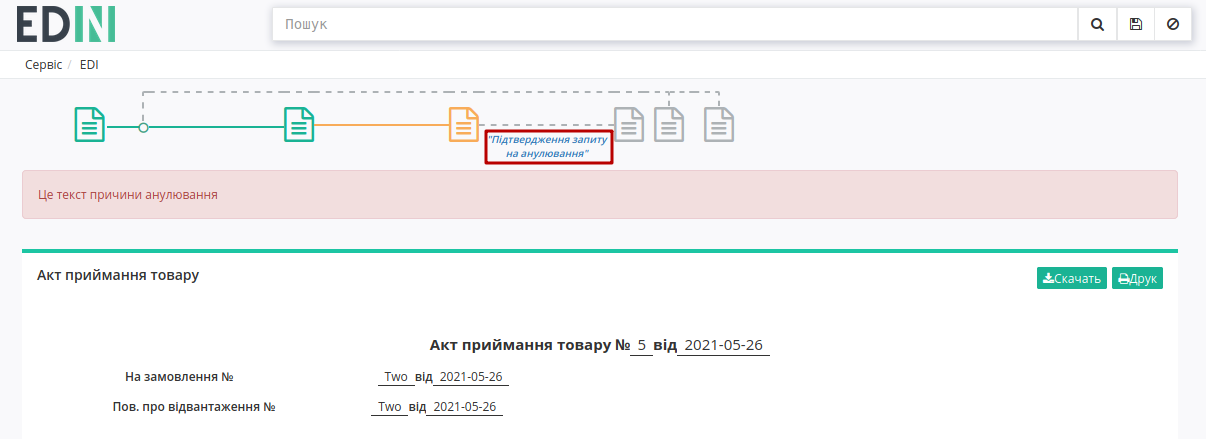 EDIN
Пошук
Сервіс / EDI
"Підтвердження запиту
на анулювання"
Це текст причини анулювання
Акт приймання товару
Скачать Друк
Акт приймання товару № 5 від 2021-05-26
На замовлення № Two від 2021-05-26
Пов. про відвантаження № Two від 2021-05-26